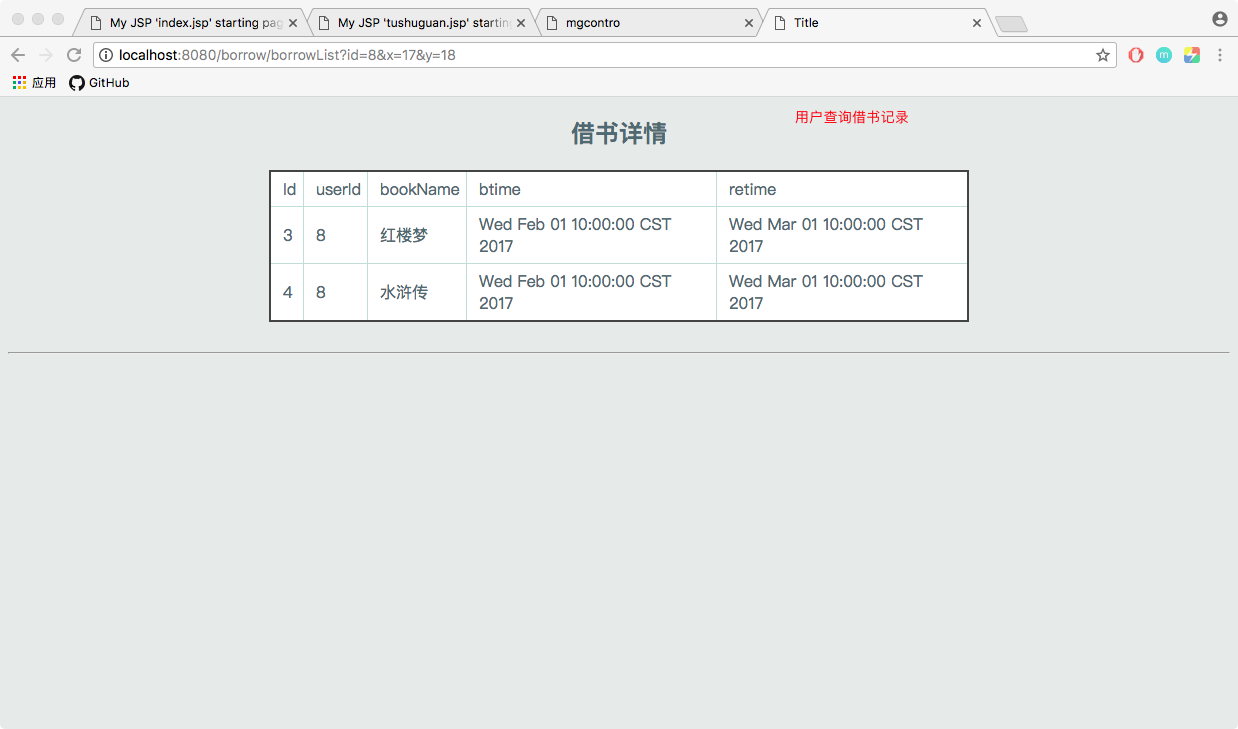 My JSP 'index.jsp' starting pag
My JSP 'tushuguan.jsp' starting
mgcontro
Title
localhost:8080/borrow/borrowList?id=8&x=17&y=18
m
应用
GitHub
用户查询借书记录
借书详情
Id userId bookName btime retime
3 8 红楼梦 Wed Feb 01 10:00:00 CST 2017 Wed Mar 01 10:00:00 CST 2017
4 8 水浒传 Wed Feb 01 10:00:00 CST 2017 Wed Mar 01 10:00:00 CST 2017